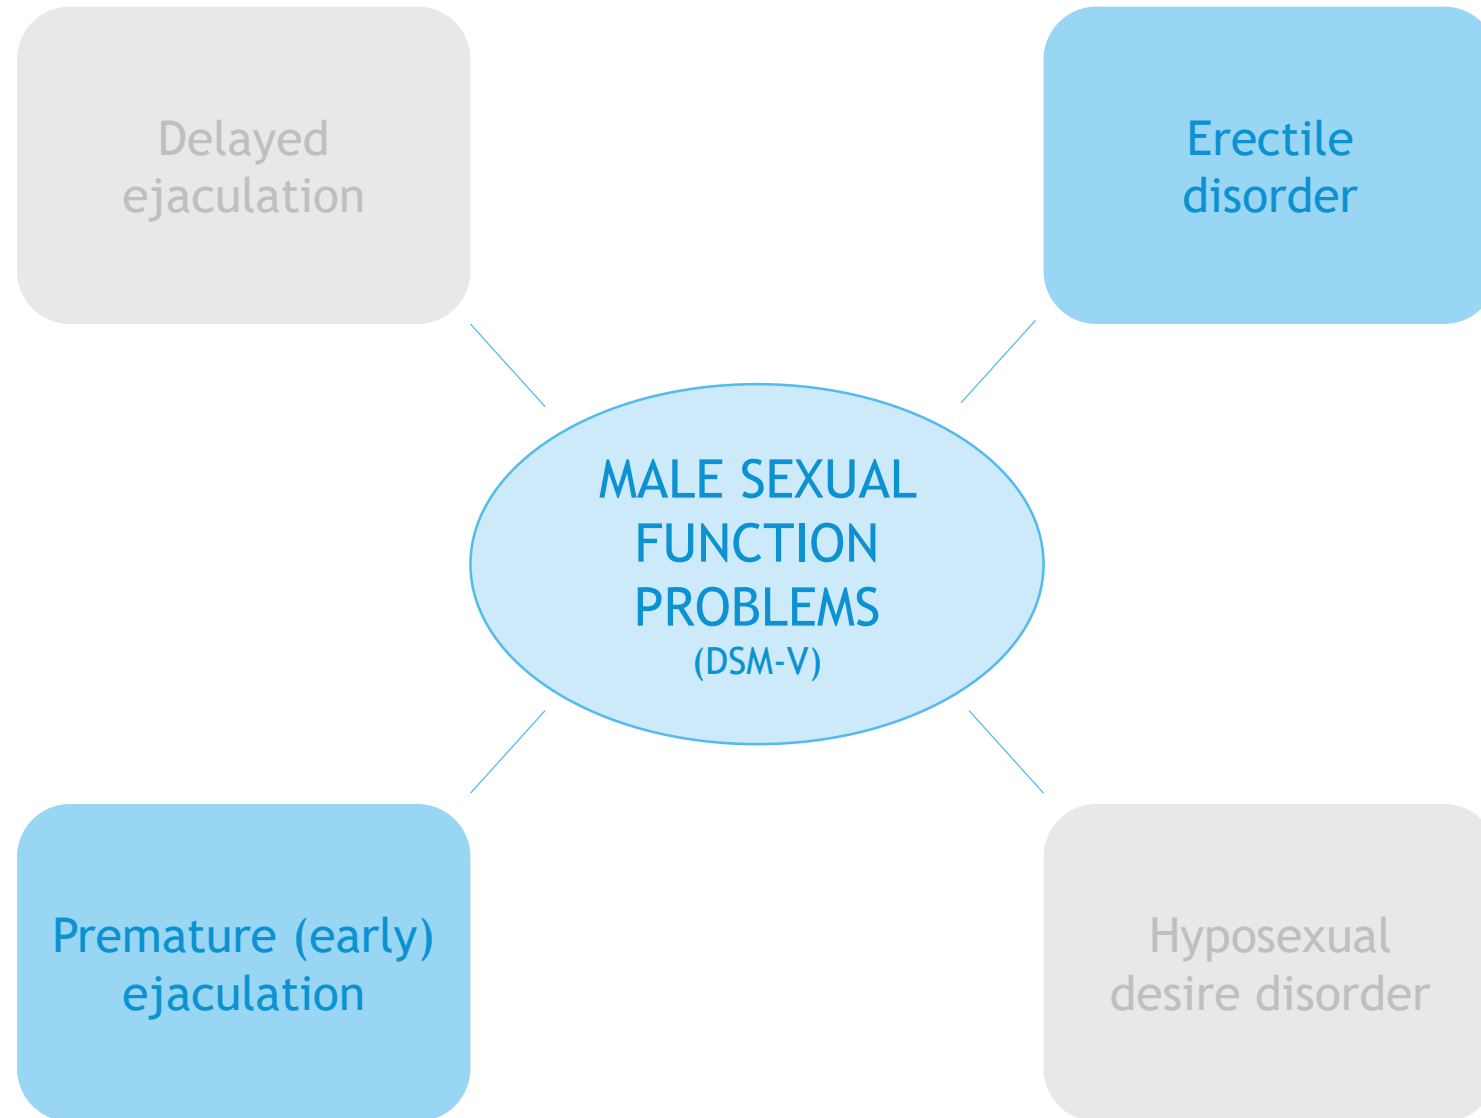 Delayed
ejaculation
Erectile
disorder
MALE SEXUAL
FUNCTION
PROBLEMS
(DSM-V)
Premature (early)
ejaculation
Hyposexual
desire disorder